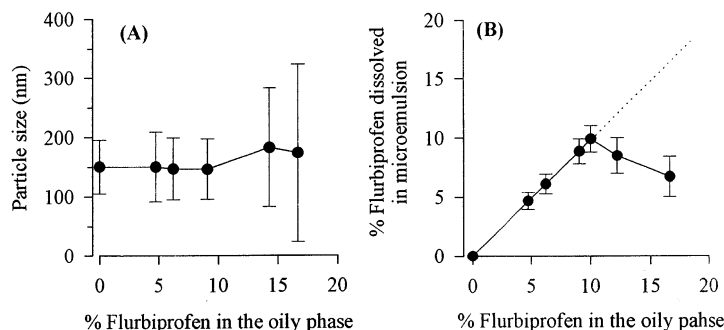 (A)
400
300
200
100
0
Particle size (nm)
0 5 10 15 20
% Flurbiprofen in the oily phase
(B)
20
15
10
5
0
% Flurbiprofen dissolved
in microemulsion
0 5 10 15 20
% Flurbiprofen in the oily pahse